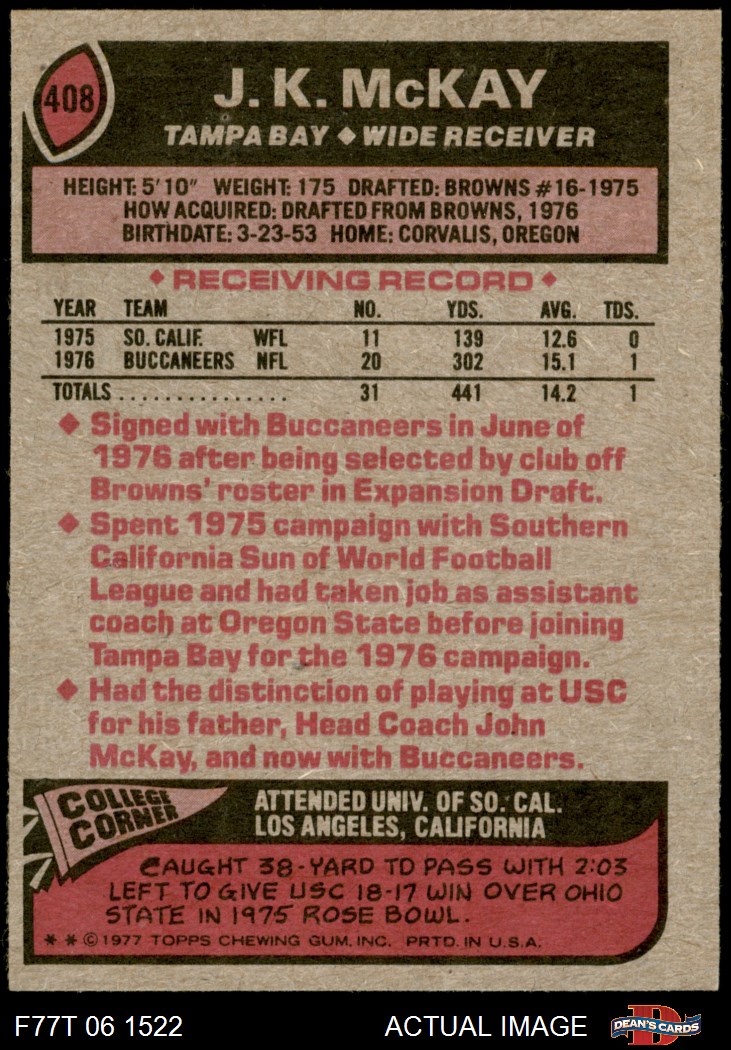 408
J. K. McKAY
TAMPA BAY ◆ WIDE RECEIVER
HEIGHT: 5'10" WEIGHT: 175 DRAFTED: BROWNS #16-1975
HOW ACQUIRED: DRAFTED FROM BROWNS, 1976
BIRTHDATE: 3-23-53 HOME: CORVALIS, OREGON
◆ RECEIVING RECORD ◆
YEAR TEAM NO. YDS. AVG. TDS.
1975 SO. CALIF. WFL 11 139 12.6 0
1976 BUCCANEERS NFL 20 302 15.1 1
TOTALS . . . . . . . . . . . . . . . 31 441 14.2 1
◆ Signed with Buccaneers in June of
1976 after being selected by club off
Browns' roster in Expansion Draft.
◆ Spent 1975 campaign with Southern
California Sun of World Football
League and had taken job as assistant
coach at Oregon State before joining
Tampa Bay for the 1976 campaign.
◆ Had the distinction of playing at USC
for his father, Head Coach John
McKay, and now with Buccaneers.
COLLEGE
CORNER
ATTENDED UNIV. OF SO. CAL.
LOS ANGELES, CALIFORNIA
CAUGHT 38-YARD TD PASS WITH 2:03
LEFT TO GIVE USC 18-17 WIN OVER OHIO
STATE IN 1975 ROSE BOWL.
* * © 1977 TOPPS CHEWING GUM, INC. PRTD. IN U.S.A.
F77T 06 1522 ACTUAL IMAGE
D
DEAN'S CARDS